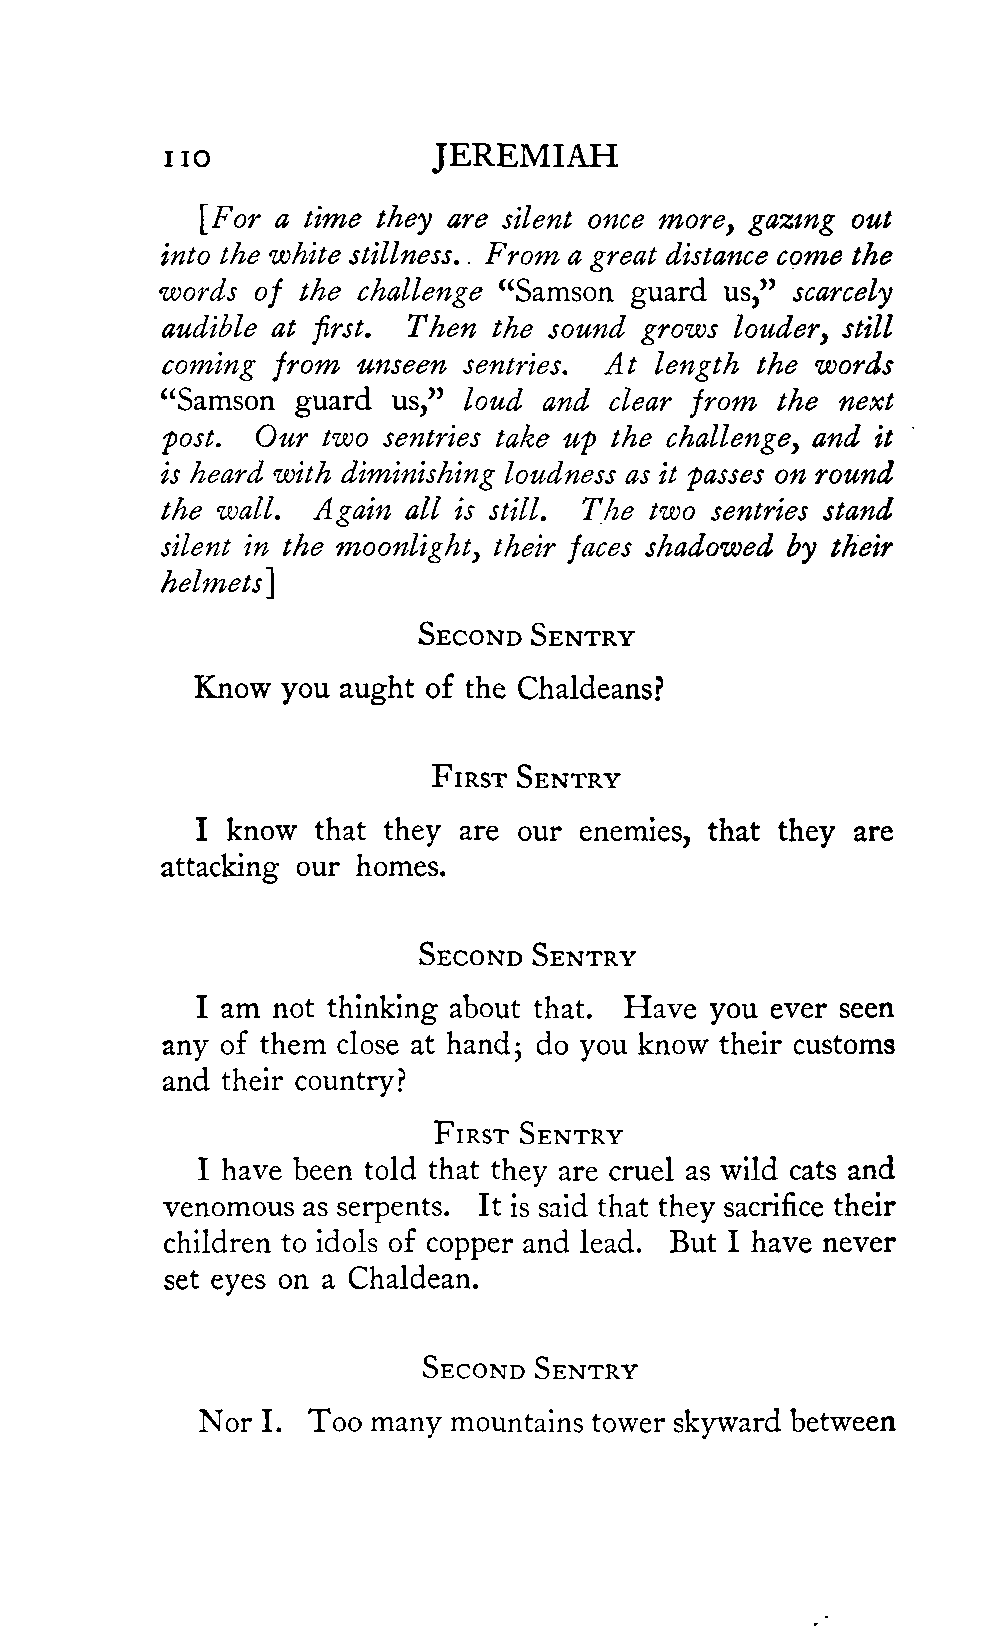 110 JEREMIAH
[For a time they are silent once more, gazing out
into the white stillness. . From a great distance come the
words of the challenge “Samson guard us,” scarcely
audible at first. Then the sound grows louder, still
coming from unseen sentries. At length the words
“Samson guard us,” loud and clear from the next
post. Our two sentries take up the challenge, and it
is heard with diminishing loudness as it passes on round
the wall. Again all is still. The two sentries stand
silent in the moonlight, their faces shadowed by their
helmets]
SECOND SENTRY
Know you aught of the Chaldeans?
FIRST SENTRY
I know that they are our enemies, that they are
attacking our homes.
SECOND SENTRY
I am not thinking about that. Have you ever seen
any of them close at hand; do you know their customs
and their country?
FIRST SENTRY
I have been told that they are cruel as wild cats and
venomous as serpents. It is said that they sacrifice their
children to idols of copper and lead. But I have never
set eyes on a Chaldean.
SECOND SENTRY
Nor I. Too many mountains tower skyward between